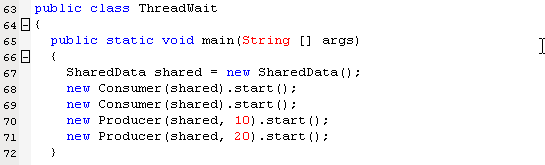 63 public class ThreadWait
64 {
65 public static void main(String [] args)
66 {
67 SharedData shared = new SharedData();
68 new Consumer(shared).start();
69 new Consumer(shared).start();
70 new Producer(shared, 10).start();
71 new Producer(shared, 20).start();
72 }